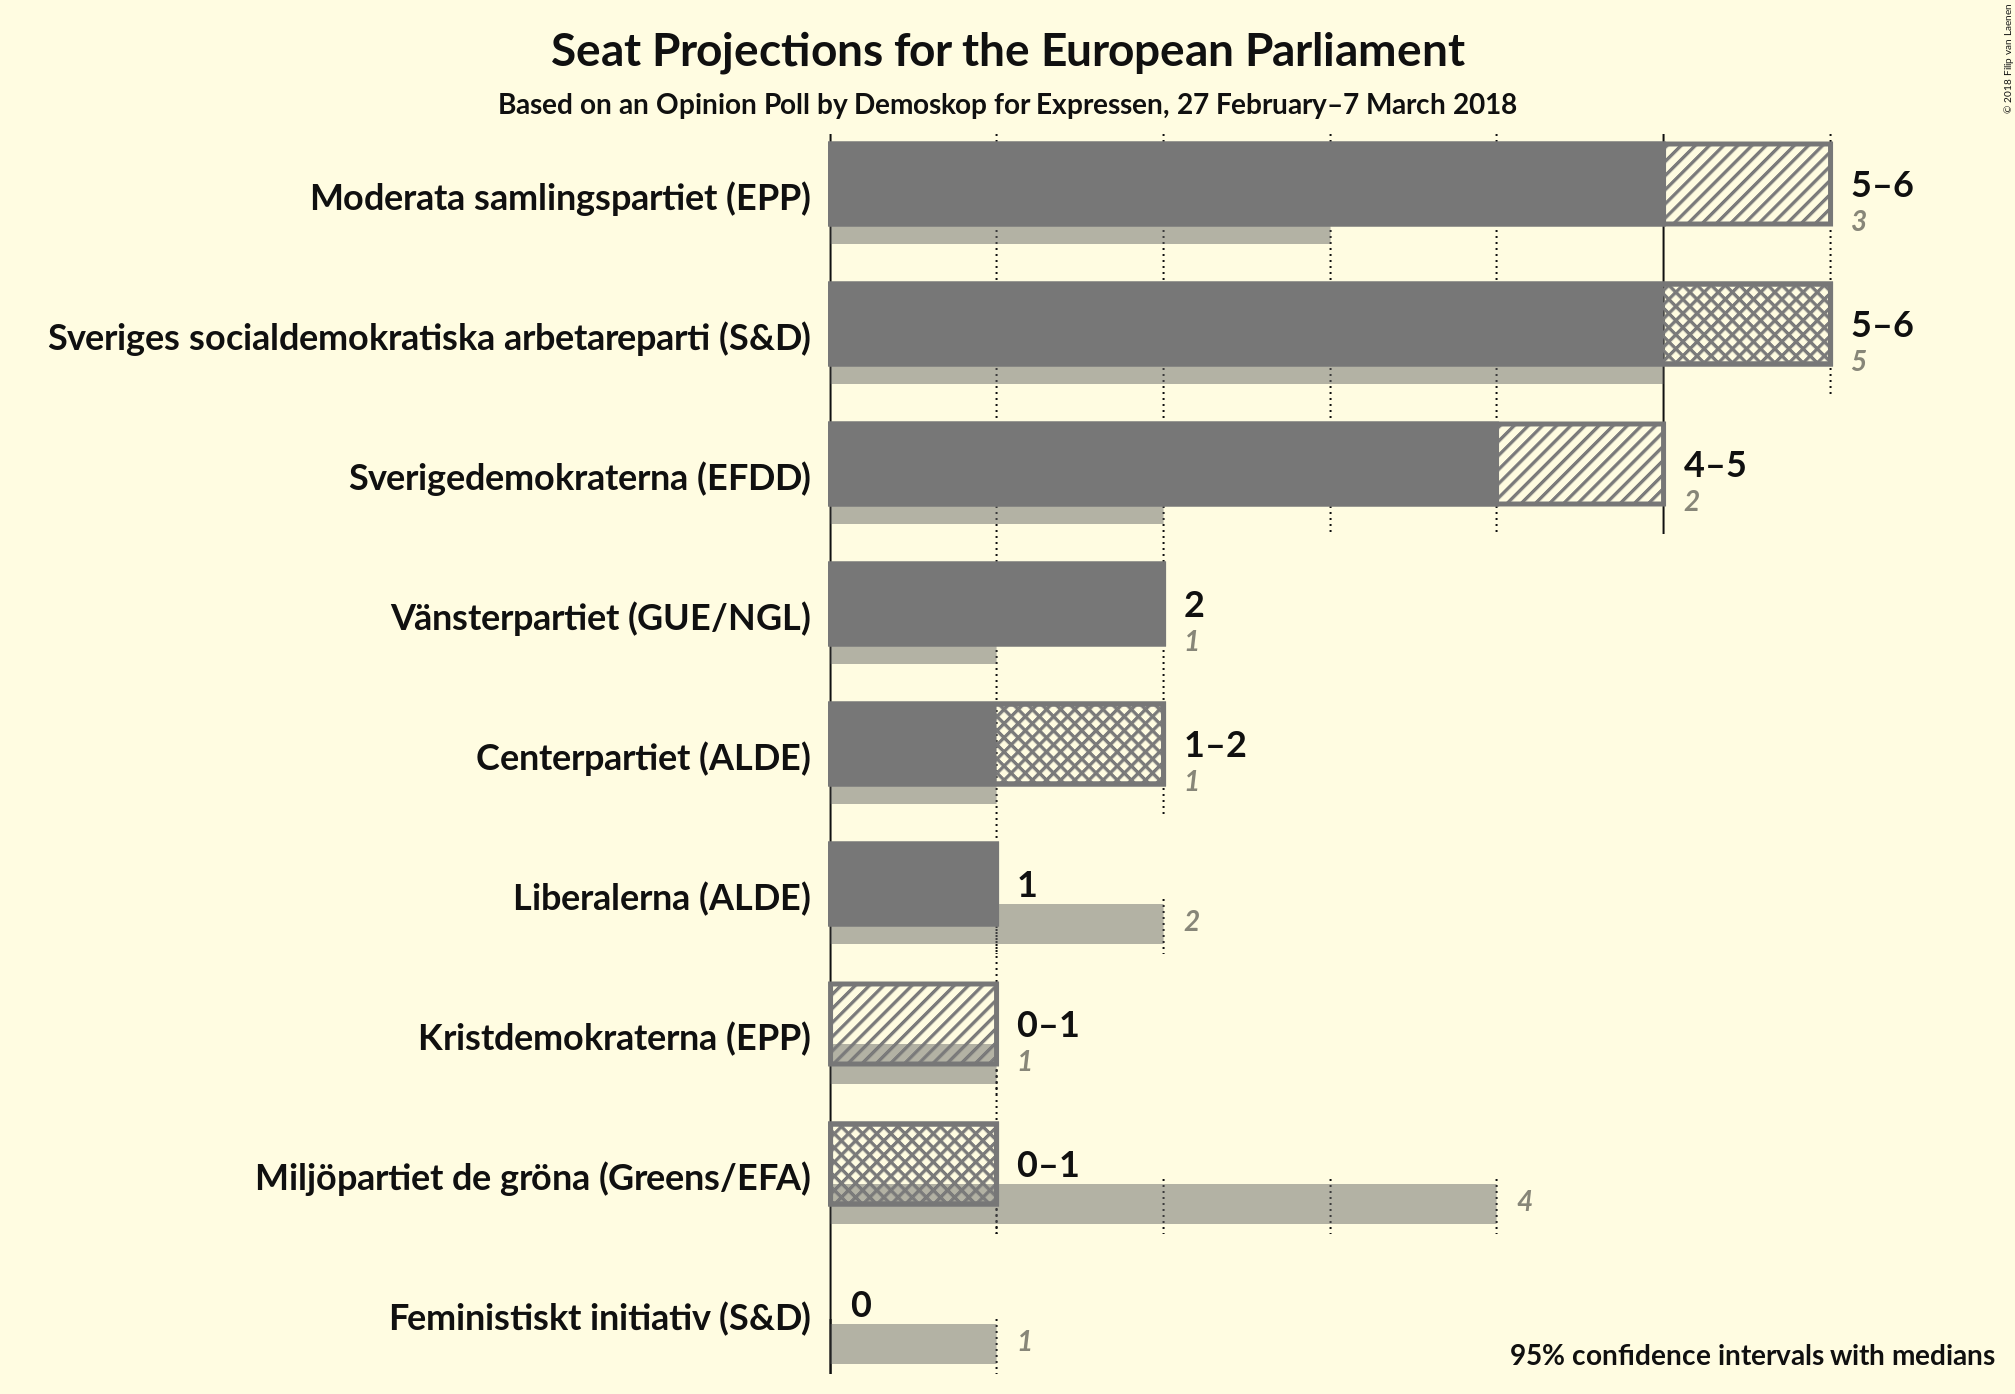 Seat Projections for the European Parliament
Based on an Opinion Poll by Demoskop for Expressen, 27 February–7 March 2018
© 2018 Filip van Laenen
Moderata samlingspartiet (EPP)
5–6
3
Sveriges socialdemokratiska arbetareparti (S&D)
5–6
5
Sverigedemokraterna (EFDD)
4–5
2
Vänsterpartiet (GUE/NGL)
2
1
Centerpartiet (ALDE)
1–2
1
Liberalerna (ALDE)
1
2
Kristdemokraterna (EPP)
0–1
1
Miljöpartiet de gröna (Greens/EFA)
0–1
4
Feministiskt initiativ (S&D)
0
1
95% confidence intervals with medians